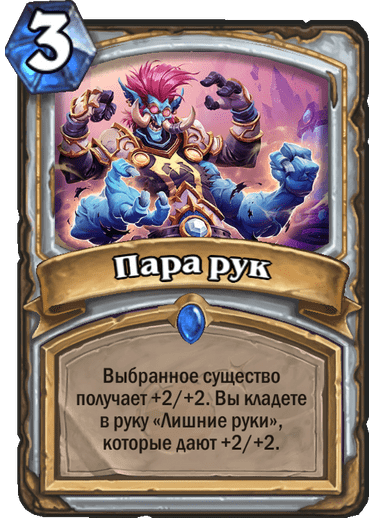 3
Пара рук
Выбранное существо
получает +2/+2. Вы кладете
в руку «Лишние руки»,
которые дают +2/+2.